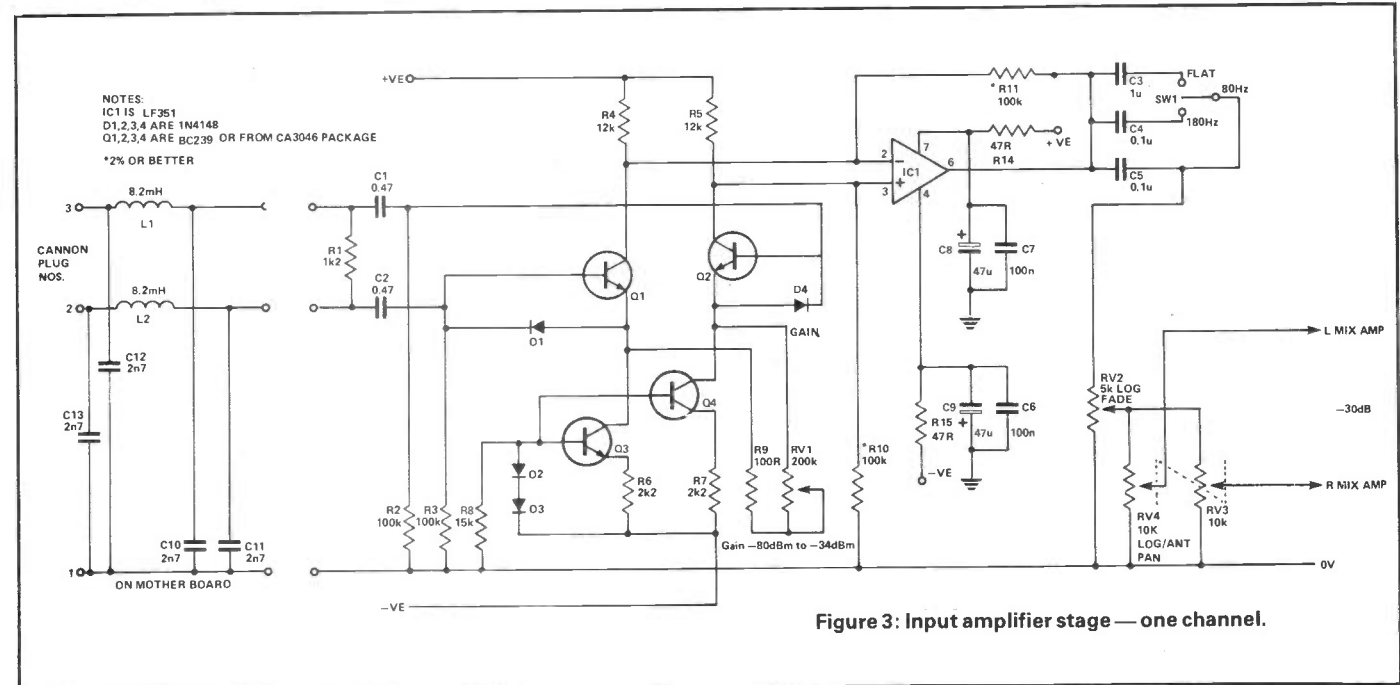 NOTES:
IC1 IS LF351
D1,2,3,4 ARE 1N4148
Q1,2,3,4 ARE BC239 OR FROM CA3046 PACKAGE
*2% OR BETTER
+VE
R4
12k
R5
12k
*R11
100k
C3
1u
FLAT
SW1
80Hz
C4
0.1u
180Hz
C5
0.1u
47R
R14
+ VE
2
3
IC1
7
6
4
8.2mH
L1
3
CANNON
PLUG
NOS.
8.2mH
L2
2
C12
2n7
C13
2n7
C10
2n7
C11
2n7
1
ON MOTHER BOARD
C1
0.47
R1
1k2
C2
0.47
Q1
Q2
D1
D4
GAIN
Q4
Q3
D2
D3
R2
100k
R3
100k
R8
15k
R6
2k2
R7
2k2
R9
100R
RV1
200k
*R10
100k
Gain −80dBm to −34dBm
+
C8
47u
C7
100n
R15
47R
C9
+
47u
C6
100n
−VE
RV2
5k LOG
FADE
L MIX AMP
−30dB
R MIX AMP
RV4
10K
LOG/ANT
PAN
RV3
10k
0V
−VE
Figure 3: Input amplifier stage — one channel.